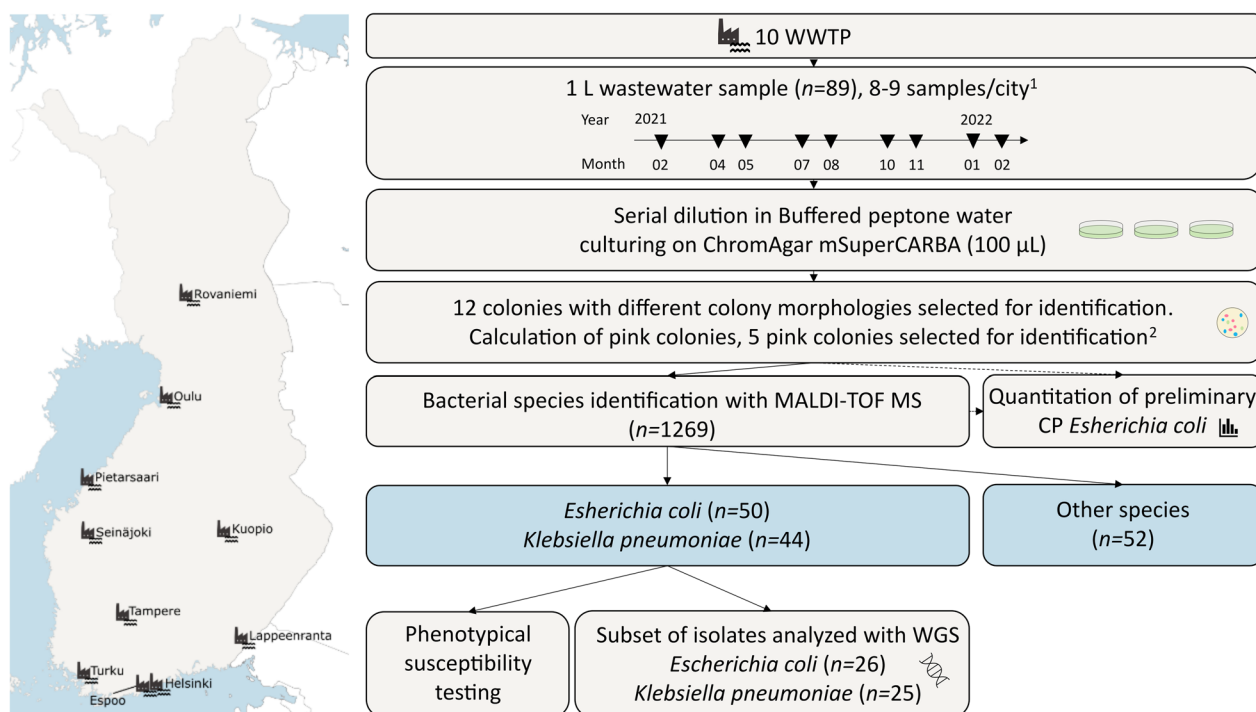 Rovaniemi
Oulu
Pietarsaari
Seinäjoki
Kuopio
Tampere
Lappeenranta
Turku
Helsinki
Espoo
10 WWTP
1 L wastewater sample (n=89), 8-9 samples/city¹
Year 2021 2022
Month 02 04 05 07 08 10 11 01 02
Serial dilution in Buffered peptone water
culturing on ChromAgar mSuperCARBA (100 µL)
12 colonies with different colony morphologies selected for identification.
Calculation of pink colonies, 5 pink colonies selected for identification²
Bacterial species identification with MALDI-TOF MS
(n=1269)
Quantitation of preliminary
CP Escherichia coli
Esherichia coli (n=50)
Klebsiella pneumoniae (n=44)
Other species
(n=52)
Phenotypical
susceptibility
testing
Subset of isolates analyzed with WGS
Escherichia coli (n=26)
Klebsiella pneumoniae (n=25)